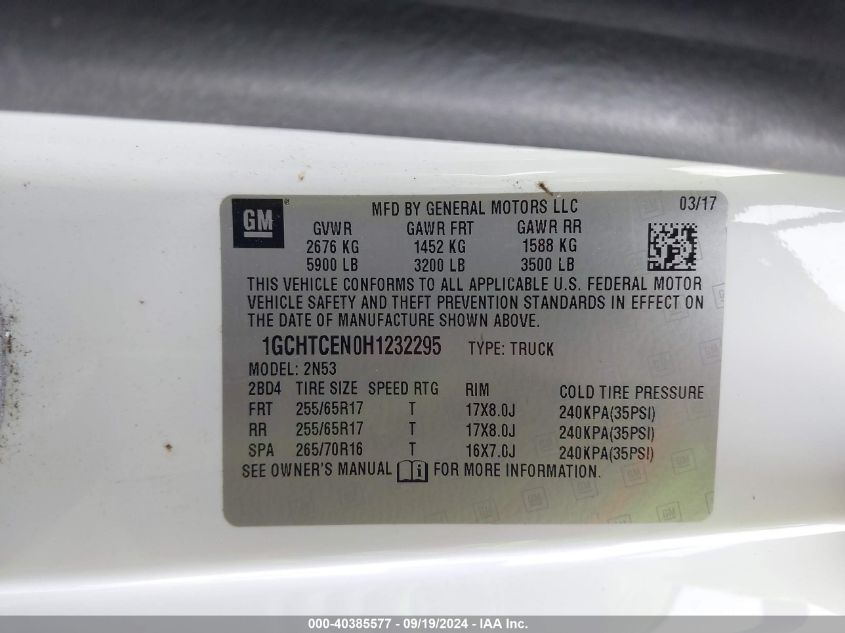 GM
MFD BY GENERAL MOTORS LLC 03/17
GVWR GAWR FRT GAWR RR
2676 KG 1452 KG 1588 KG
5900 LB 3200 LB 3500 LB
THIS VEHICLE CONFORMS TO ALL APPLICABLE U.S. FEDERAL MOTOR
VEHICLE SAFETY AND THEFT PREVENTION STANDARDS IN EFFECT ON
THE DATE OF MANUFACTURE SHOWN ABOVE.
1GCHTCEN0H1232295 TYPE: TRUCK
MODEL: 2N53
2BD4 TIRE SIZE SPEED RTG RIM COLD TIRE PRESSURE
FRT 255/65R17 T 17X8.0J 240KPA(35PSI)
RR 255/65R17 T 17X8.0J 240KPA(35PSI)
SPA 265/70R16 T 16X7.0J 240KPA(35PSI)
SEE OWNER'S MANUAL FOR MORE INFORMATION.
000-40385577 - 09/19/2024 - IAA Inc.